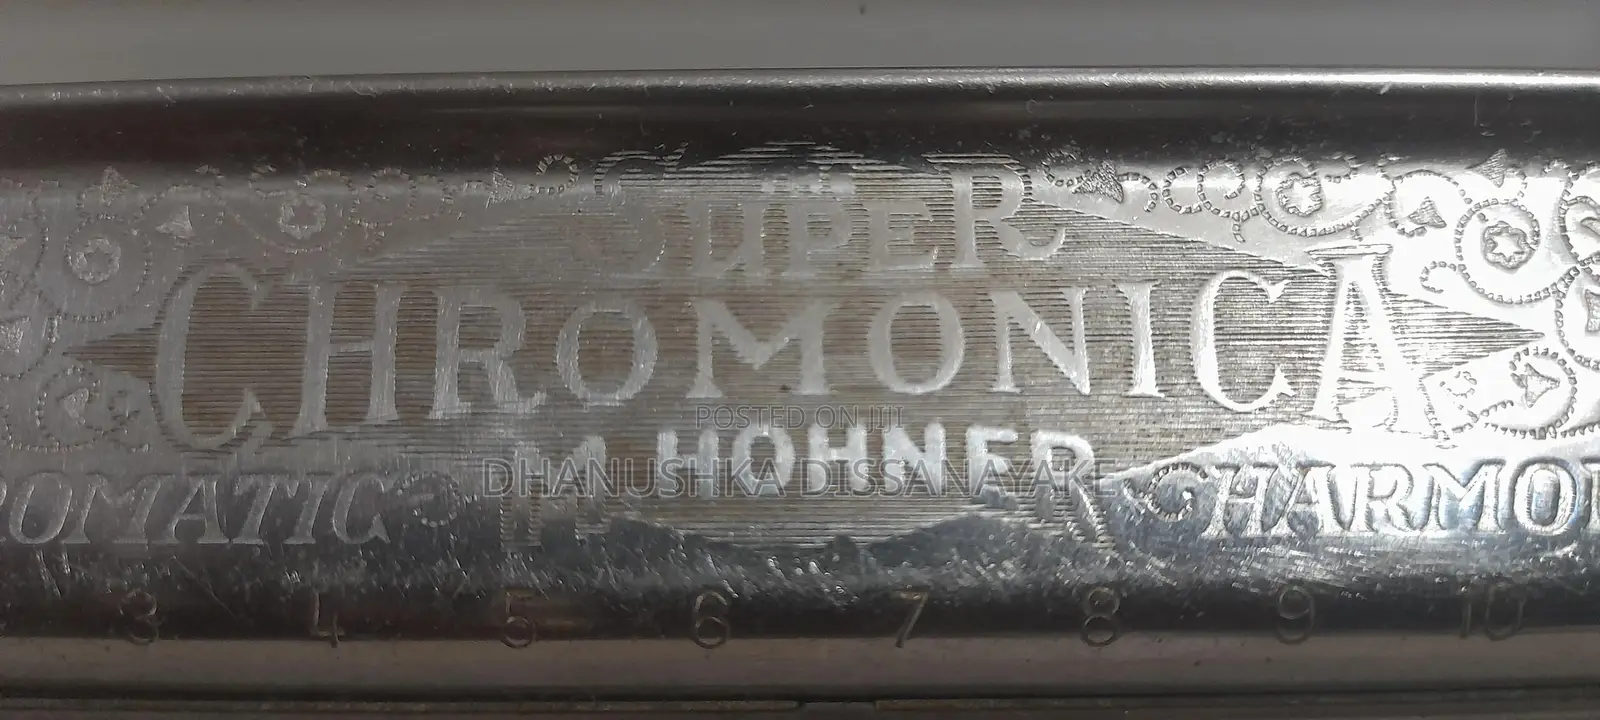 SUPER
CHROMONICA
POSTED ON JIJI
M. HOHNER
DHANUSHKA DISSANAYAKE
OMATIC HARMO
3 4 5 6 7 8 9 10